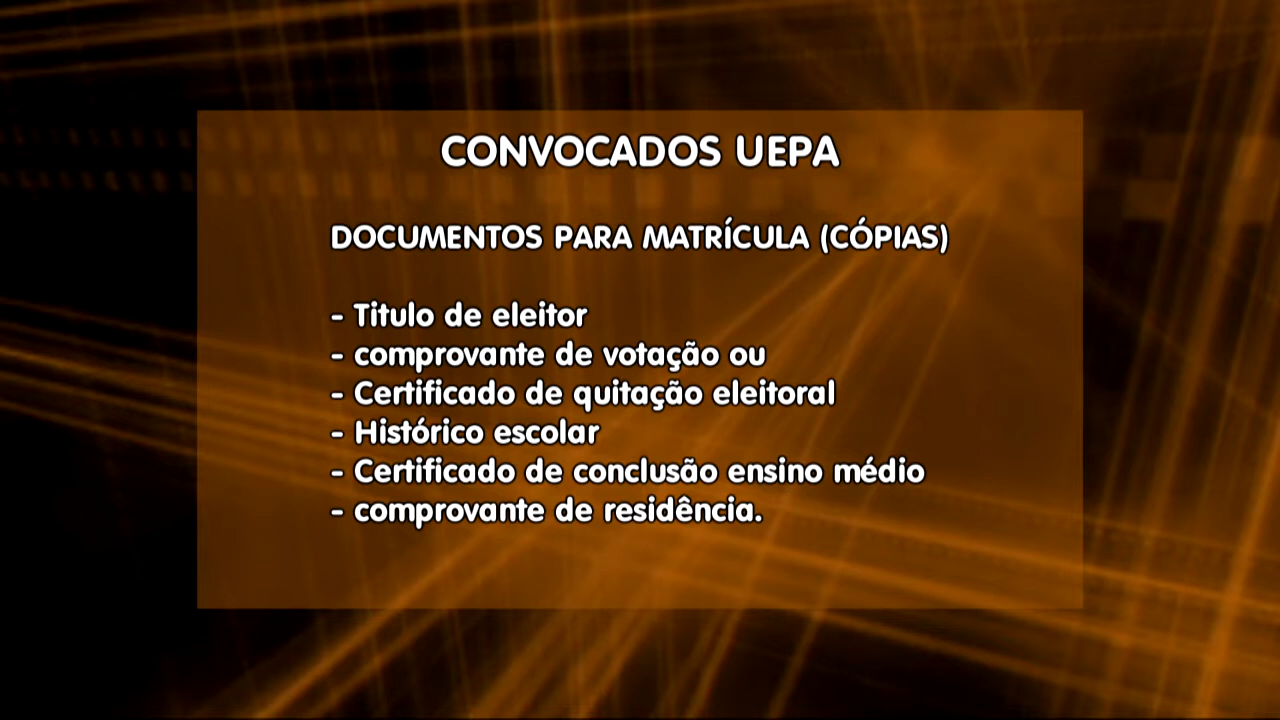 CONVOCADOS UEPA
DOCUMENTOS PARA MATRÍCULA (CÓPIAS)
- Titulo de eleitor
- comprovante de votação ou
- Certificado de quitação eleitoral
- Histórico escolar
- Certificado de conclusão ensino médio
- comprovante de residência.